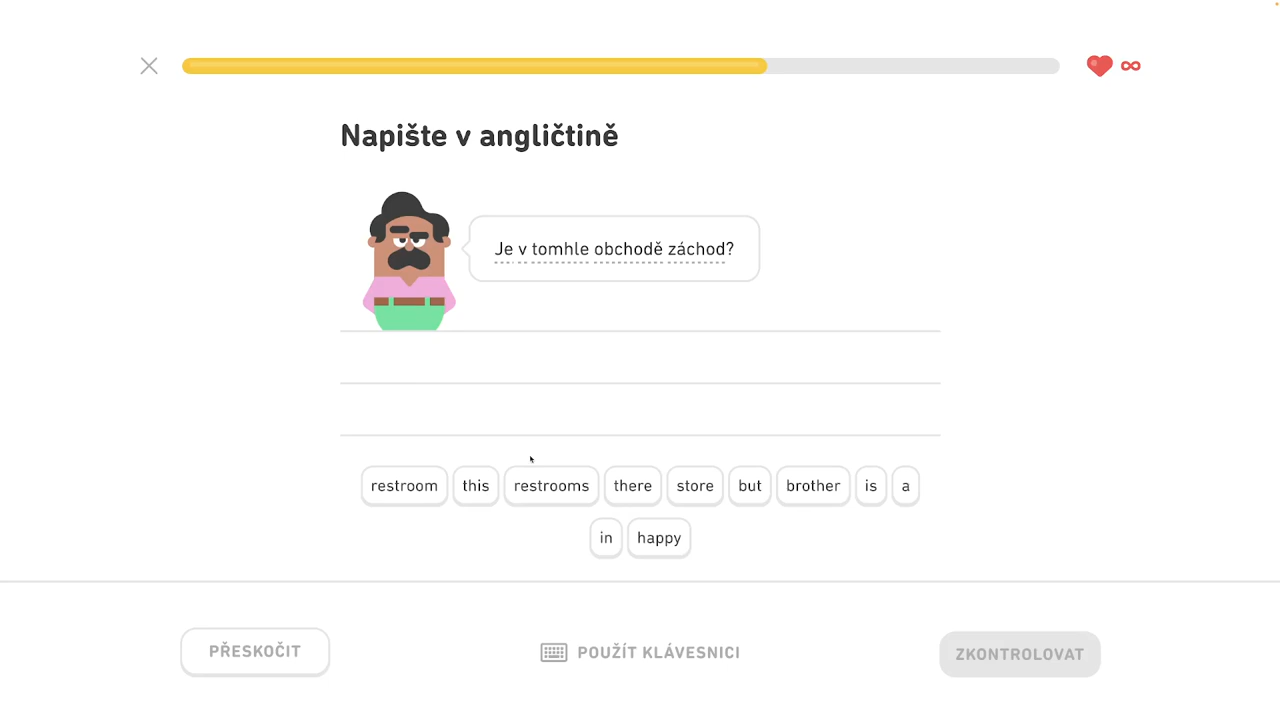 Napište v angličtině
Je v tomhle obchodě záchod?
restroom this restrooms there store but brother is a
in happy
PŘESKOČIT
POUŽÍT KLÁVESNICI
ZKONTROLOVAT